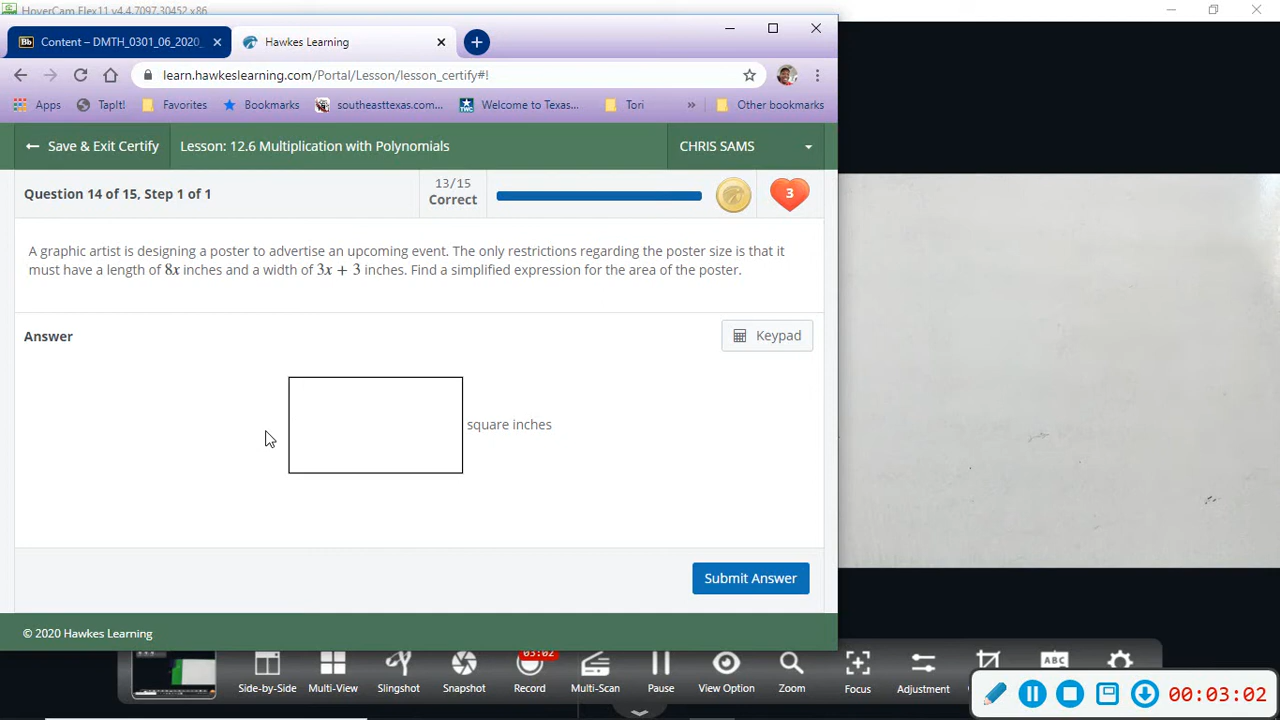 HoverCam Flex11 v4.4.7097.30452 x86
Content – DMTH_0301_06_2020_
Hawkes Learning
learn.hawkeslearning.com/Portal/Lesson/lesson_certify#!
Apps
TapIt!
Favorites
Bookmarks
southeasttexas.com...
Welcome to Texas...
Tori
»
Other bookmarks
← Save & Exit Certify
Lesson: 12.6 Multiplication with Polynomials
CHRIS SAMS
Question 14 of 15, Step 1 of 1
13/15
Correct
3
A graphic artist is designing a poster to advertise an upcoming event. The only restrictions regarding the poster size is that it
must have a length of 8x inches and a width of 3x + 3 inches. Find a simplified expression for the area of the poster.
Answer
Keypad
square inches
Submit Answer
© 2020 Hawkes Learning
03:02
ABC
Side-by-Side
Multi-View
Slingshot
Snapshot
Record
Multi-Scan
Pause
View Option
Zoom
Focus
Adjustment
00:03:02